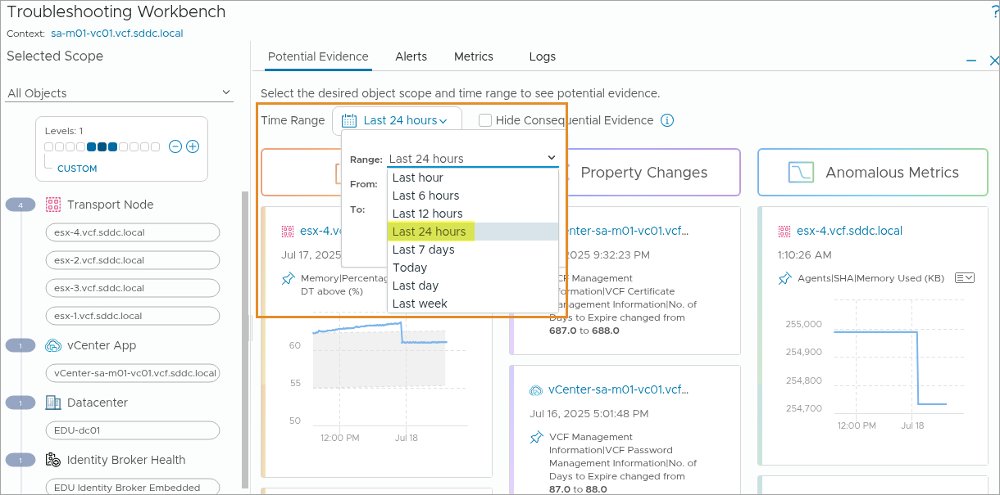 Troubleshooting Workbench
?
Context: sa-m01-vc01.vcf.sddc.local
Selected Scope
All Objects
Levels: 1
CUSTOM
4 Transport Node
esx-4.vcf.sddc.local
esx-2.vcf.sddc.local
esx-3.vcf.sddc.local
esx-1.vcf.sddc.local
1 vCenter App
vCenter-sa-m01-vc01.vcf.sddc.local
1 Datacenter
EDU-dc01
1 Identity Broker Health
EDU Identity Broker Embedded
Potential Evidence Alerts Metrics Logs
Select the desired object scope and time range to see potential evidence.
Time Range Last 24 hours Hide Consequential Evidence
Range: Last 24 hours
From:
To:
Last hour
Last 6 hours
Last 12 hours
Last 24 hours
Last 7 days
Today
Last day
Last week
Property Changes
Anomalous Metrics
esx-4.vc
Jul 17, 2025
Memory|Percentag
DT above (%)
60
55
50
12:00 PM Jul 18
enter-sa-m01-vc01.vcf...
5 9:32:23 PM
CF Management
formation|VCF Certificate
anagement Information|No. of
Days to Expire changed from
687.0 to 688.0
vCenter-sa-m01-vc01.vcf...
Jul 16, 2025 5:01:48 PM
VCF Management
Information|VCF Password
Management Information|No. of
Days to Expire changed from
87.0 to 88.0
esx-4.vcf.sddc.local
1:10:26 AM
Agents|SHA|Memory Used (KB)
255,000
254,900
254,800
254,700
12:00 PM Jul 18